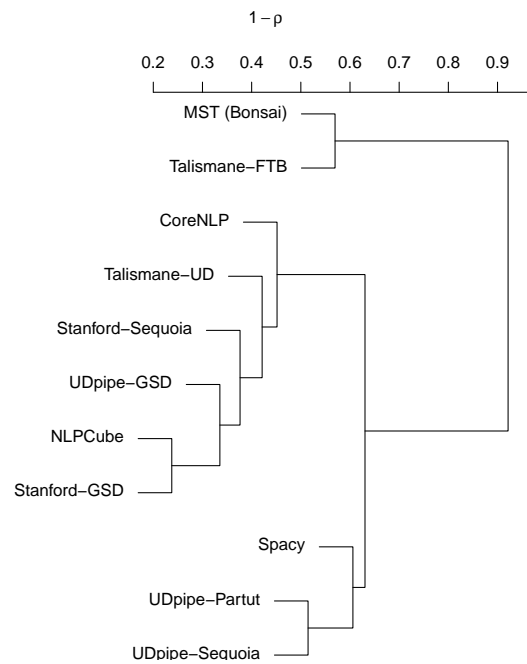 1 − ρ
0.2 0.3 0.4 0.5 0.6 0.7 0.8 0.9
MST (Bonsai)
Talismane−FTB
CoreNLP
Talismane−UD
Stanford−Sequoia
UDpipe−GSD
NLPCube
Stanford−GSD
Spacy
UDpipe−Partut
UDpipe−Sequoia